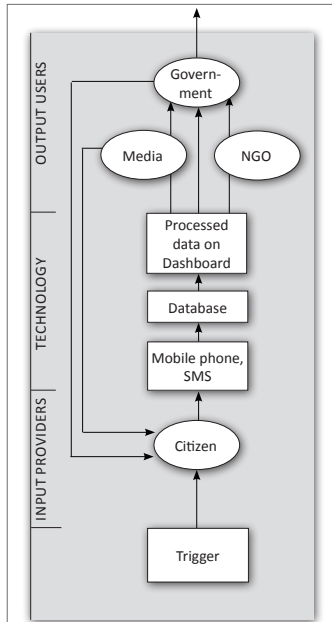 OUTPUT USERS
TECHNOLOGY
INPUT PROVIDERS
Govern-
ment
Media
NGO
Processed
data on
Dashboard
Database
Mobile phone,
SMS
Citizen
Trigger